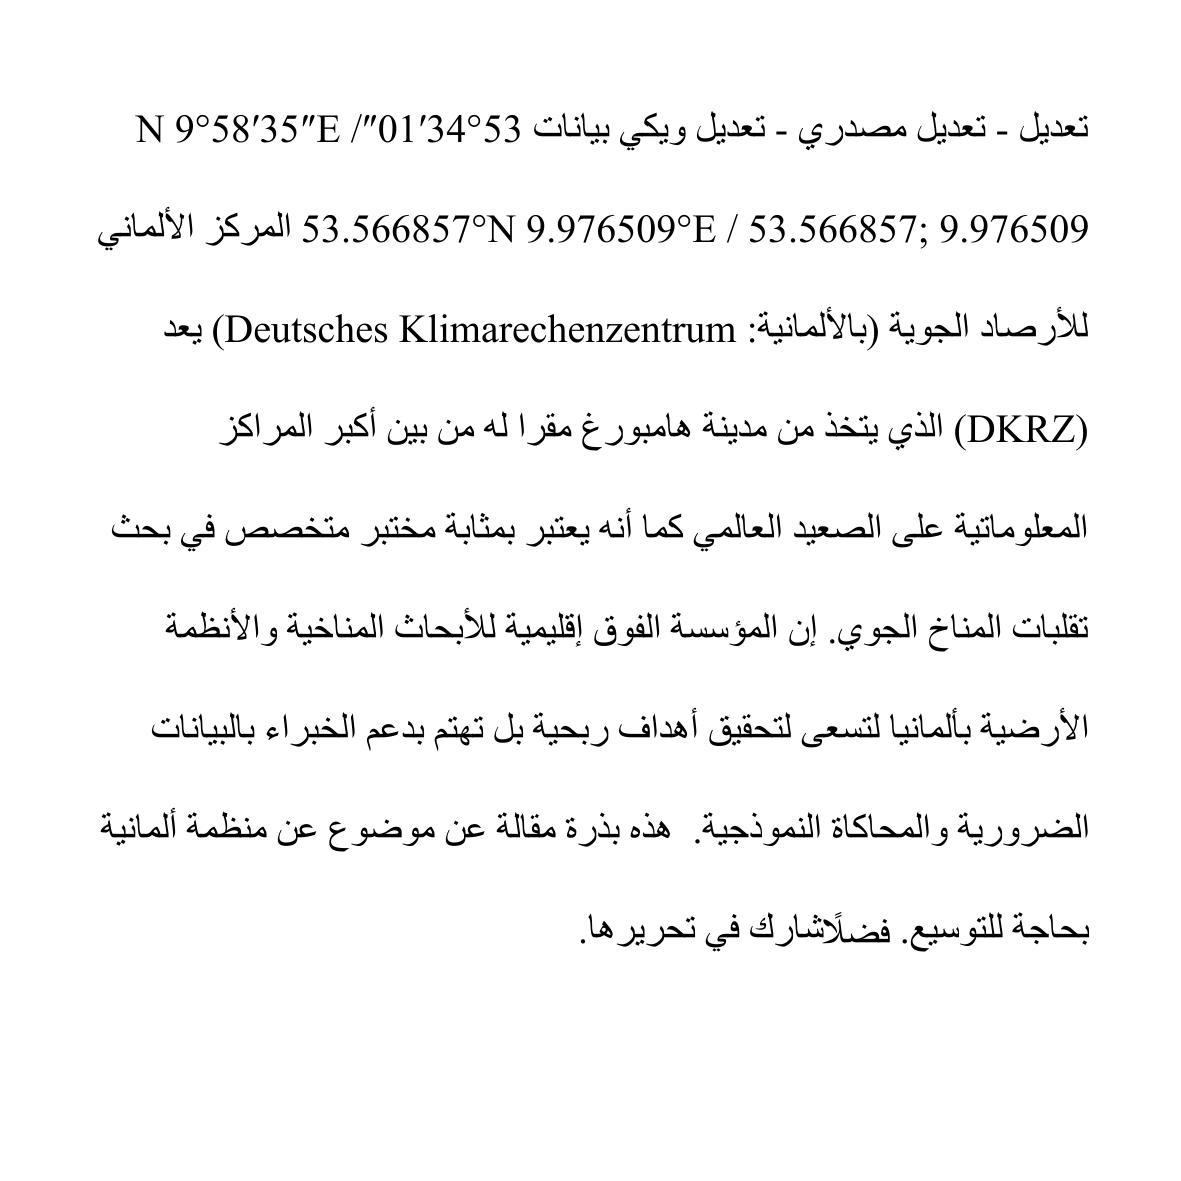 تعديل - تعديل مصدري - تعديل ويكي بيانات 53°34′01″N 9°58′35″E /
53.566857°N 9.976509°E / 53.566857; 9.976509 المركز الألماني
للأرصاد الجوية (بالألمانية: Deutsches Klimarechenzentrum) يعد
(DKRZ) الذي يتخذ من مدينة هامبورغ مقرا له من بين أكبر المراكز
المعلوماتية على الصعيد العالمي كما أنه يعتبر بمثابة مختبر متخصص في بحث
تقلبات المناخ الجوي. إن المؤسسة الفوق إقليمية للأبحاث المناخية والأنظمة
الأرضية بألمانيا لتسعى لتحقيق أهداف ربحية بل تهتم بدعم الخبراء بالبيانات
الضرورية والمحاكاة النموذجية.  هذه بذرة مقالة عن موضوع عن منظمة ألمانية
بحاجة للتوسيع. فضلًاشارك في تحريرها.